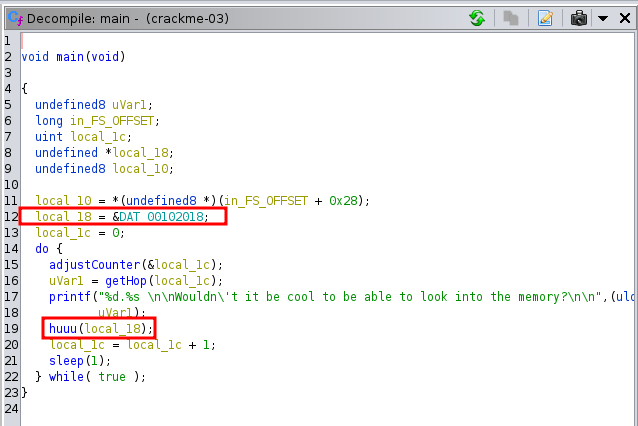 Decompile: main - (crackme-03)
1
2 void main(void)
3
4 {
5 undefined8 uVar1;
6 long in_FS_OFFSET;
7 uint local_1c;
8 undefined *local_18;
9 undefined8 local_10;
10
11 local_10 = *(undefined8 *)(in_FS_OFFSET + 0x28);
12 local_18 = &DAT_00102018;
13 local_1c = 0;
14 do {
15 adjustCounter(&local_1c);
16 uVar1 = getHop(local_1c);
17 printf("%d.%s \n\nWouldn\'t it be cool to be able to look into the memory?\n\n",(ulo
18 uVar1);
19 huuu(local_18);
20 local_1c = local_1c + 1;
21 sleep(1);
22 } while( true );
23 }
24